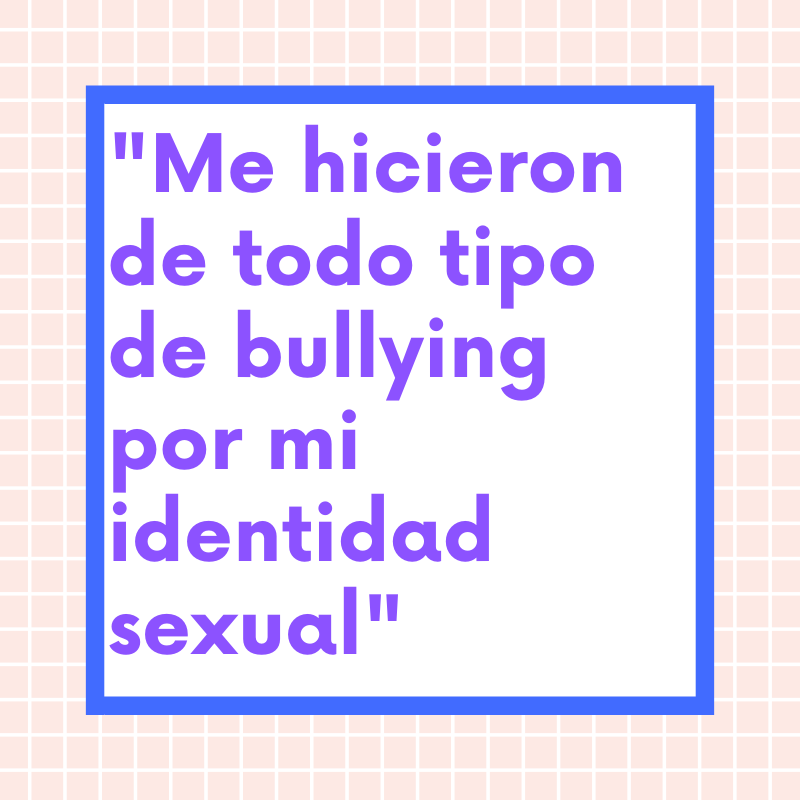 "Me hicieron
de todo tipo
de bullying
por mi
identidad
sexual"